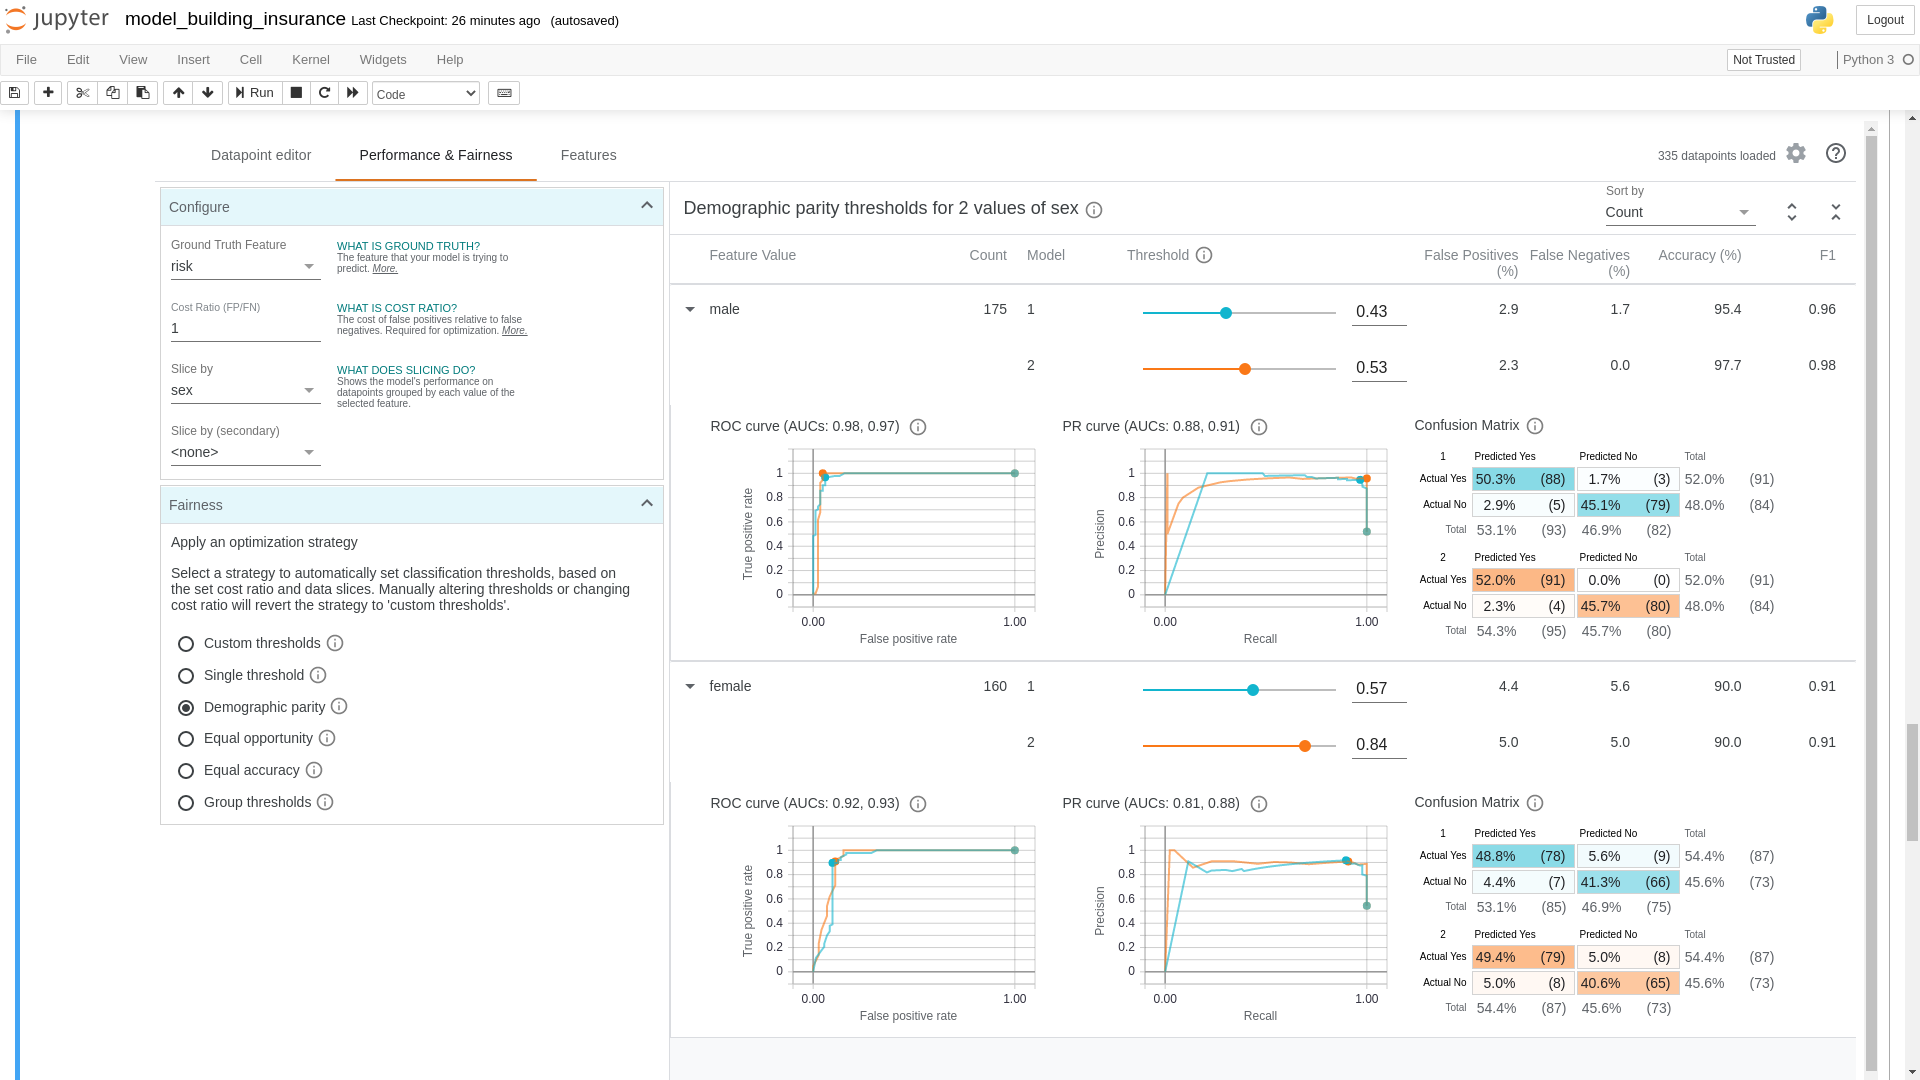 jupyter model_building_insurance Last Checkpoint: 26 minutes ago (autosaved) Logout
File Edit View Insert Cell Kernel Widgets Help Not Trusted Python 3
Run Code
Datapoint editor Performance & Fairness Features 335 datapoints loaded
Configure
Ground Truth Feature
risk
WHAT IS GROUND TRUTH?
The feature that your model is trying to
predict. More.
Cost Ratio (FP/FN)
1
WHAT IS COST RATIO?
The cost of false positives relative to false
negatives. Required for optimization. More.
Slice by
sex
WHAT DOES SLICING DO?
Shows the model's performance on
datapoints grouped by each value of the
selected feature.
Slice by (secondary)
<none>
Fairness
Apply an optimization strategy
Select a strategy to automatically set classification thresholds, based on
the set cost ratio and data slices. Manually altering thresholds or changing
cost ratio will revert the strategy to 'custom thresholds'.
Custom thresholds
Single threshold
Demographic parity
Equal opportunity
Equal accuracy
Group thresholds
Demographic parity thresholds for 2 values of sex
Sort by
Count
Feature Value Count Model Threshold False Positives (%) False Negatives (%) Accuracy (%) F1
male 175 1 0.43 2.9 1.7 95.4 0.96
2 0.53 2.3 0.0 97.7 0.98
ROC curve (AUCs: 0.98, 0.97)
True positive rate
1
0.8
0.6
0.4
0.2
0
0.00 1.00
False positive rate
PR curve (AUCs: 0.88, 0.91)
Precision
1
0.8
0.6
0.4
0.2
0
0.00 1.00
Recall
Confusion Matrix
1 Predicted Yes Predicted No Total
Actual Yes 50.3% (88) 1.7% (3) 52.0% (91)
Actual No 2.9% (5) 45.1% (79) 48.0% (84)
Total 53.1% (93) 46.9% (82)
2 Predicted Yes Predicted No Total
Actual Yes 52.0% (91) 0.0% (0) 52.0% (91)
Actual No 2.3% (4) 45.7% (80) 48.0% (84)
Total 54.3% (95) 45.7% (80)
female 160 1 0.57 4.4 5.6 90.0 0.91
2 0.84 5.0 5.0 90.0 0.91
ROC curve (AUCs: 0.92, 0.93)
True positive rate
1
0.8
0.6
0.4
0.2
0
0.00 1.00
False positive rate
PR curve (AUCs: 0.81, 0.88)
Precision
1
0.8
0.6
0.4
0.2
0
0.00 1.00
Recall
Confusion Matrix
1 Predicted Yes Predicted No Total
Actual Yes 48.8% (78) 5.6% (9) 54.4% (87)
Actual No 4.4% (7) 41.3% (66) 45.6% (73)
Total 53.1% (85) 46.9% (75)
2 Predicted Yes Predicted No Total
Actual Yes 49.4% (79) 5.0% (8) 54.4% (87)
Actual No 5.0% (8) 40.6% (65) 45.6% (73)
Total 54.4% (87) 45.6% (73)